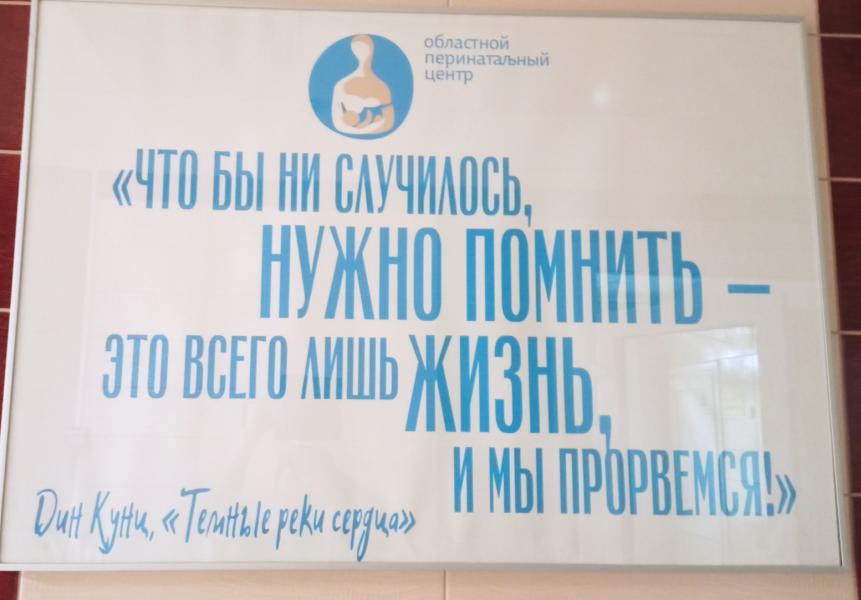 областной
перинатальный
центр
«ЧТО БЫ НИ СЛУЧИЛОСЬ,
НУЖНО ПОМНИТЬ –
ЭТО ВСЕГО ЛИШЬ ЖИЗНЬ,
И МЫ ПРОРВЕМСЯ!»
Дин Кунц, «Темные реки сердца»